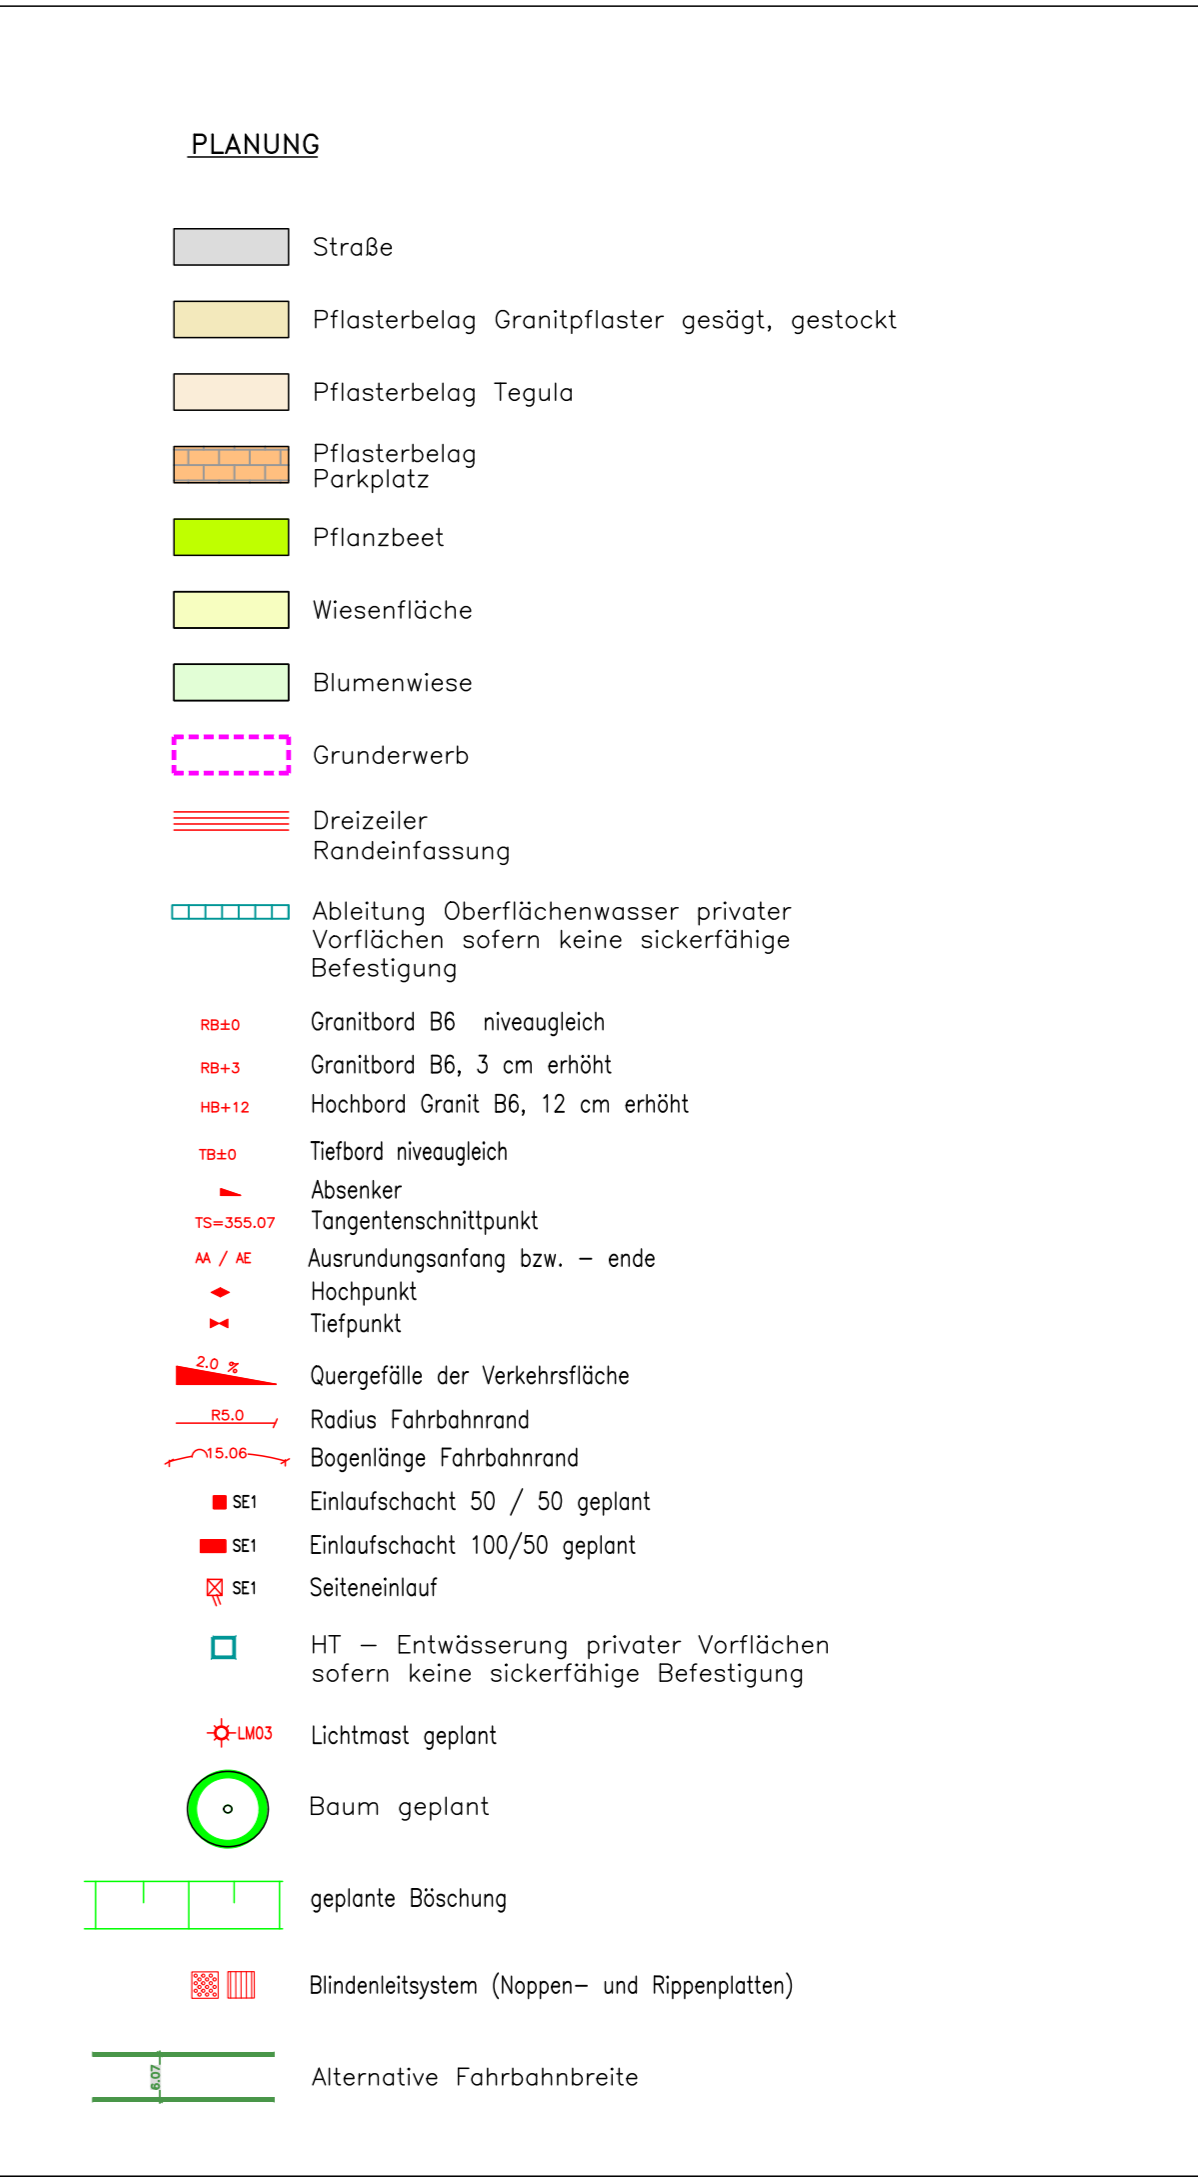 PLANUNG
Straße
Pflasterbelag Granitpflaster gesägt, gestockt
Pflasterbelag Tegula
Pflasterbelag
Parkplatz
Pflanzbeet
Wiesenfläche
Blumenwiese
Grunderwerb
Dreizeiler
Randeinfassung
Ableitung Oberflächenwasser privater
Vorflächen sofern keine sickerfähige
Befestigung
RB±0 Granitbord B6 niveaugleich
RB+3 Granitbord B6, 3 cm erhöht
HB+12 Hochbord Granit B6, 12 cm erhöht
TB±0 Tiefbord niveaugleich
Absenker
TS=355.07 Tangentenschnittpunkt
AA / AE Ausrundungsanfang bzw. – ende
Hochpunkt
Tiefpunkt
2.0 % Quergefälle der Verkehrsfläche
R5.0 Radius Fahrbahnrand
15.06 Bogenlänge Fahrbahnrand
SE1 Einlaufschacht 50 / 50 geplant
SE1 Einlaufschacht 100/50 geplant
SE1 Seiteneinlauf
HT – Entwässerung privater Vorflächen
sofern keine sickerfähige Befestigung
LM03 Lichtmast geplant
Baum geplant
geplante Böschung
Blindenleitsystem (Noppen– und Rippenplatten)
6.07 Alternative Fahrbahnbreite